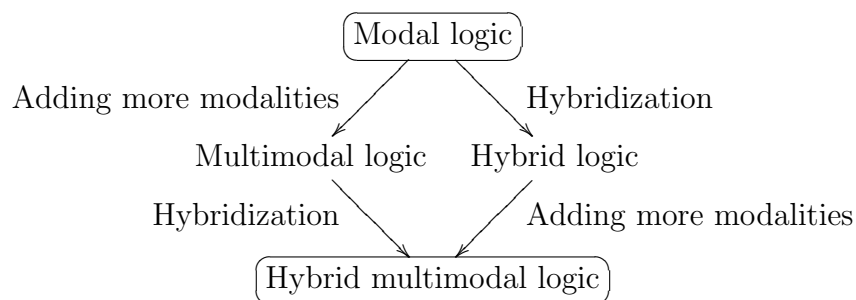 Modal logic
Adding more modalities
Hybridization
Multimodal logic
Hybrid logic
Hybridization
Adding more modalities
Hybrid multimodal logic